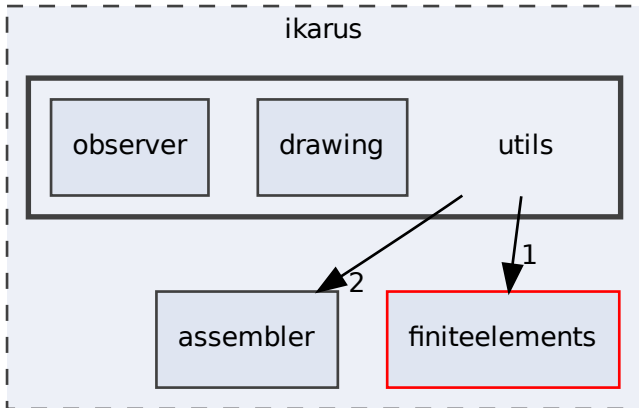 ikarus
observer drawing utils
2 1
assembler finiteelements